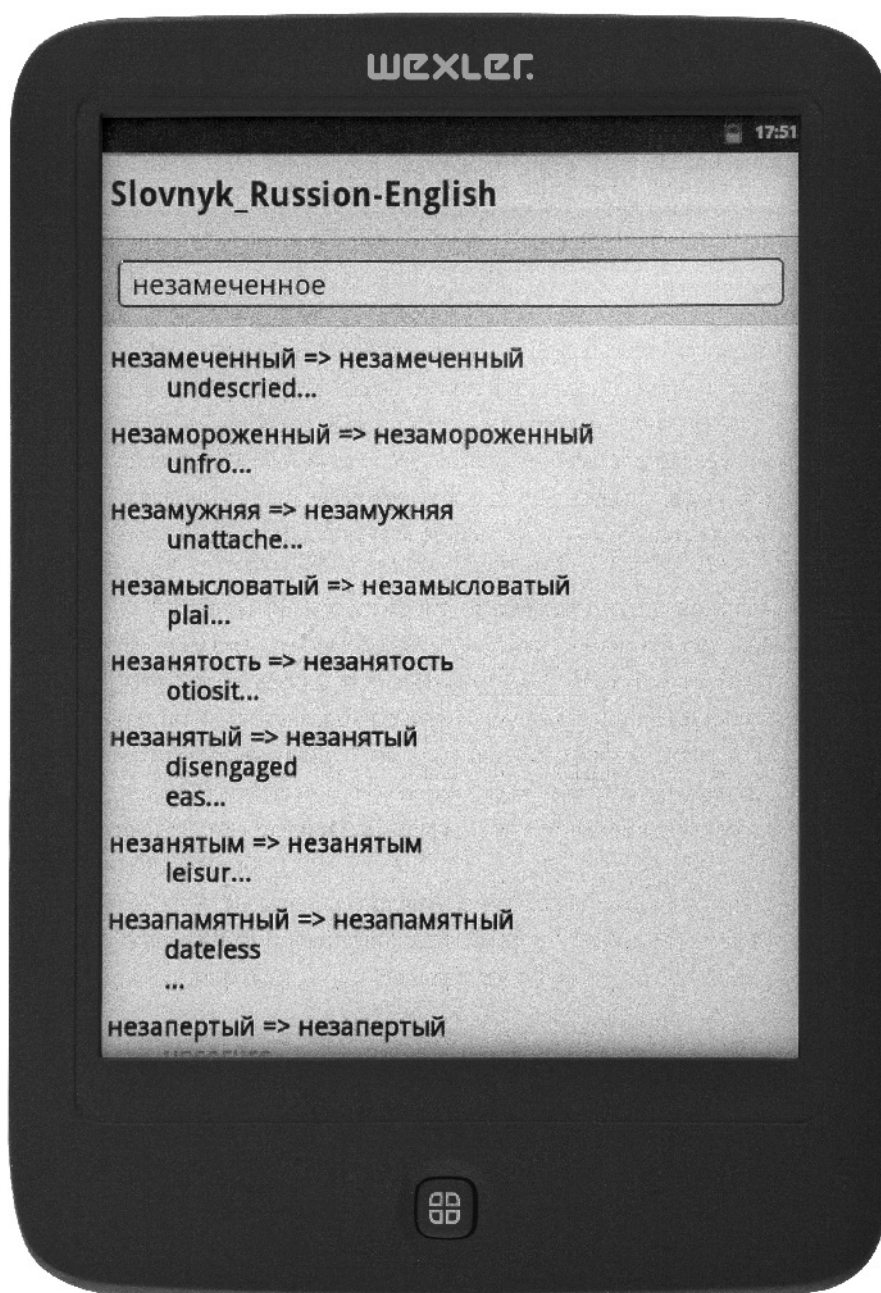 wexler.
17:51
Slovnyk_Russion-English
незамеченное
незамеченный => незамеченный
undescried...
незамороженный => незамороженный
unfro...
незамужняя => незамужняя
unattache...
незамысловатый => незамысловатый
plai...
незанятость => незанятость
otiosit...
незанятый => незанятый
disengaged
eas...
незанятым => незанятым
leisur...
незапамятный => незапамятный
dateless
...
незапертый => незапертый